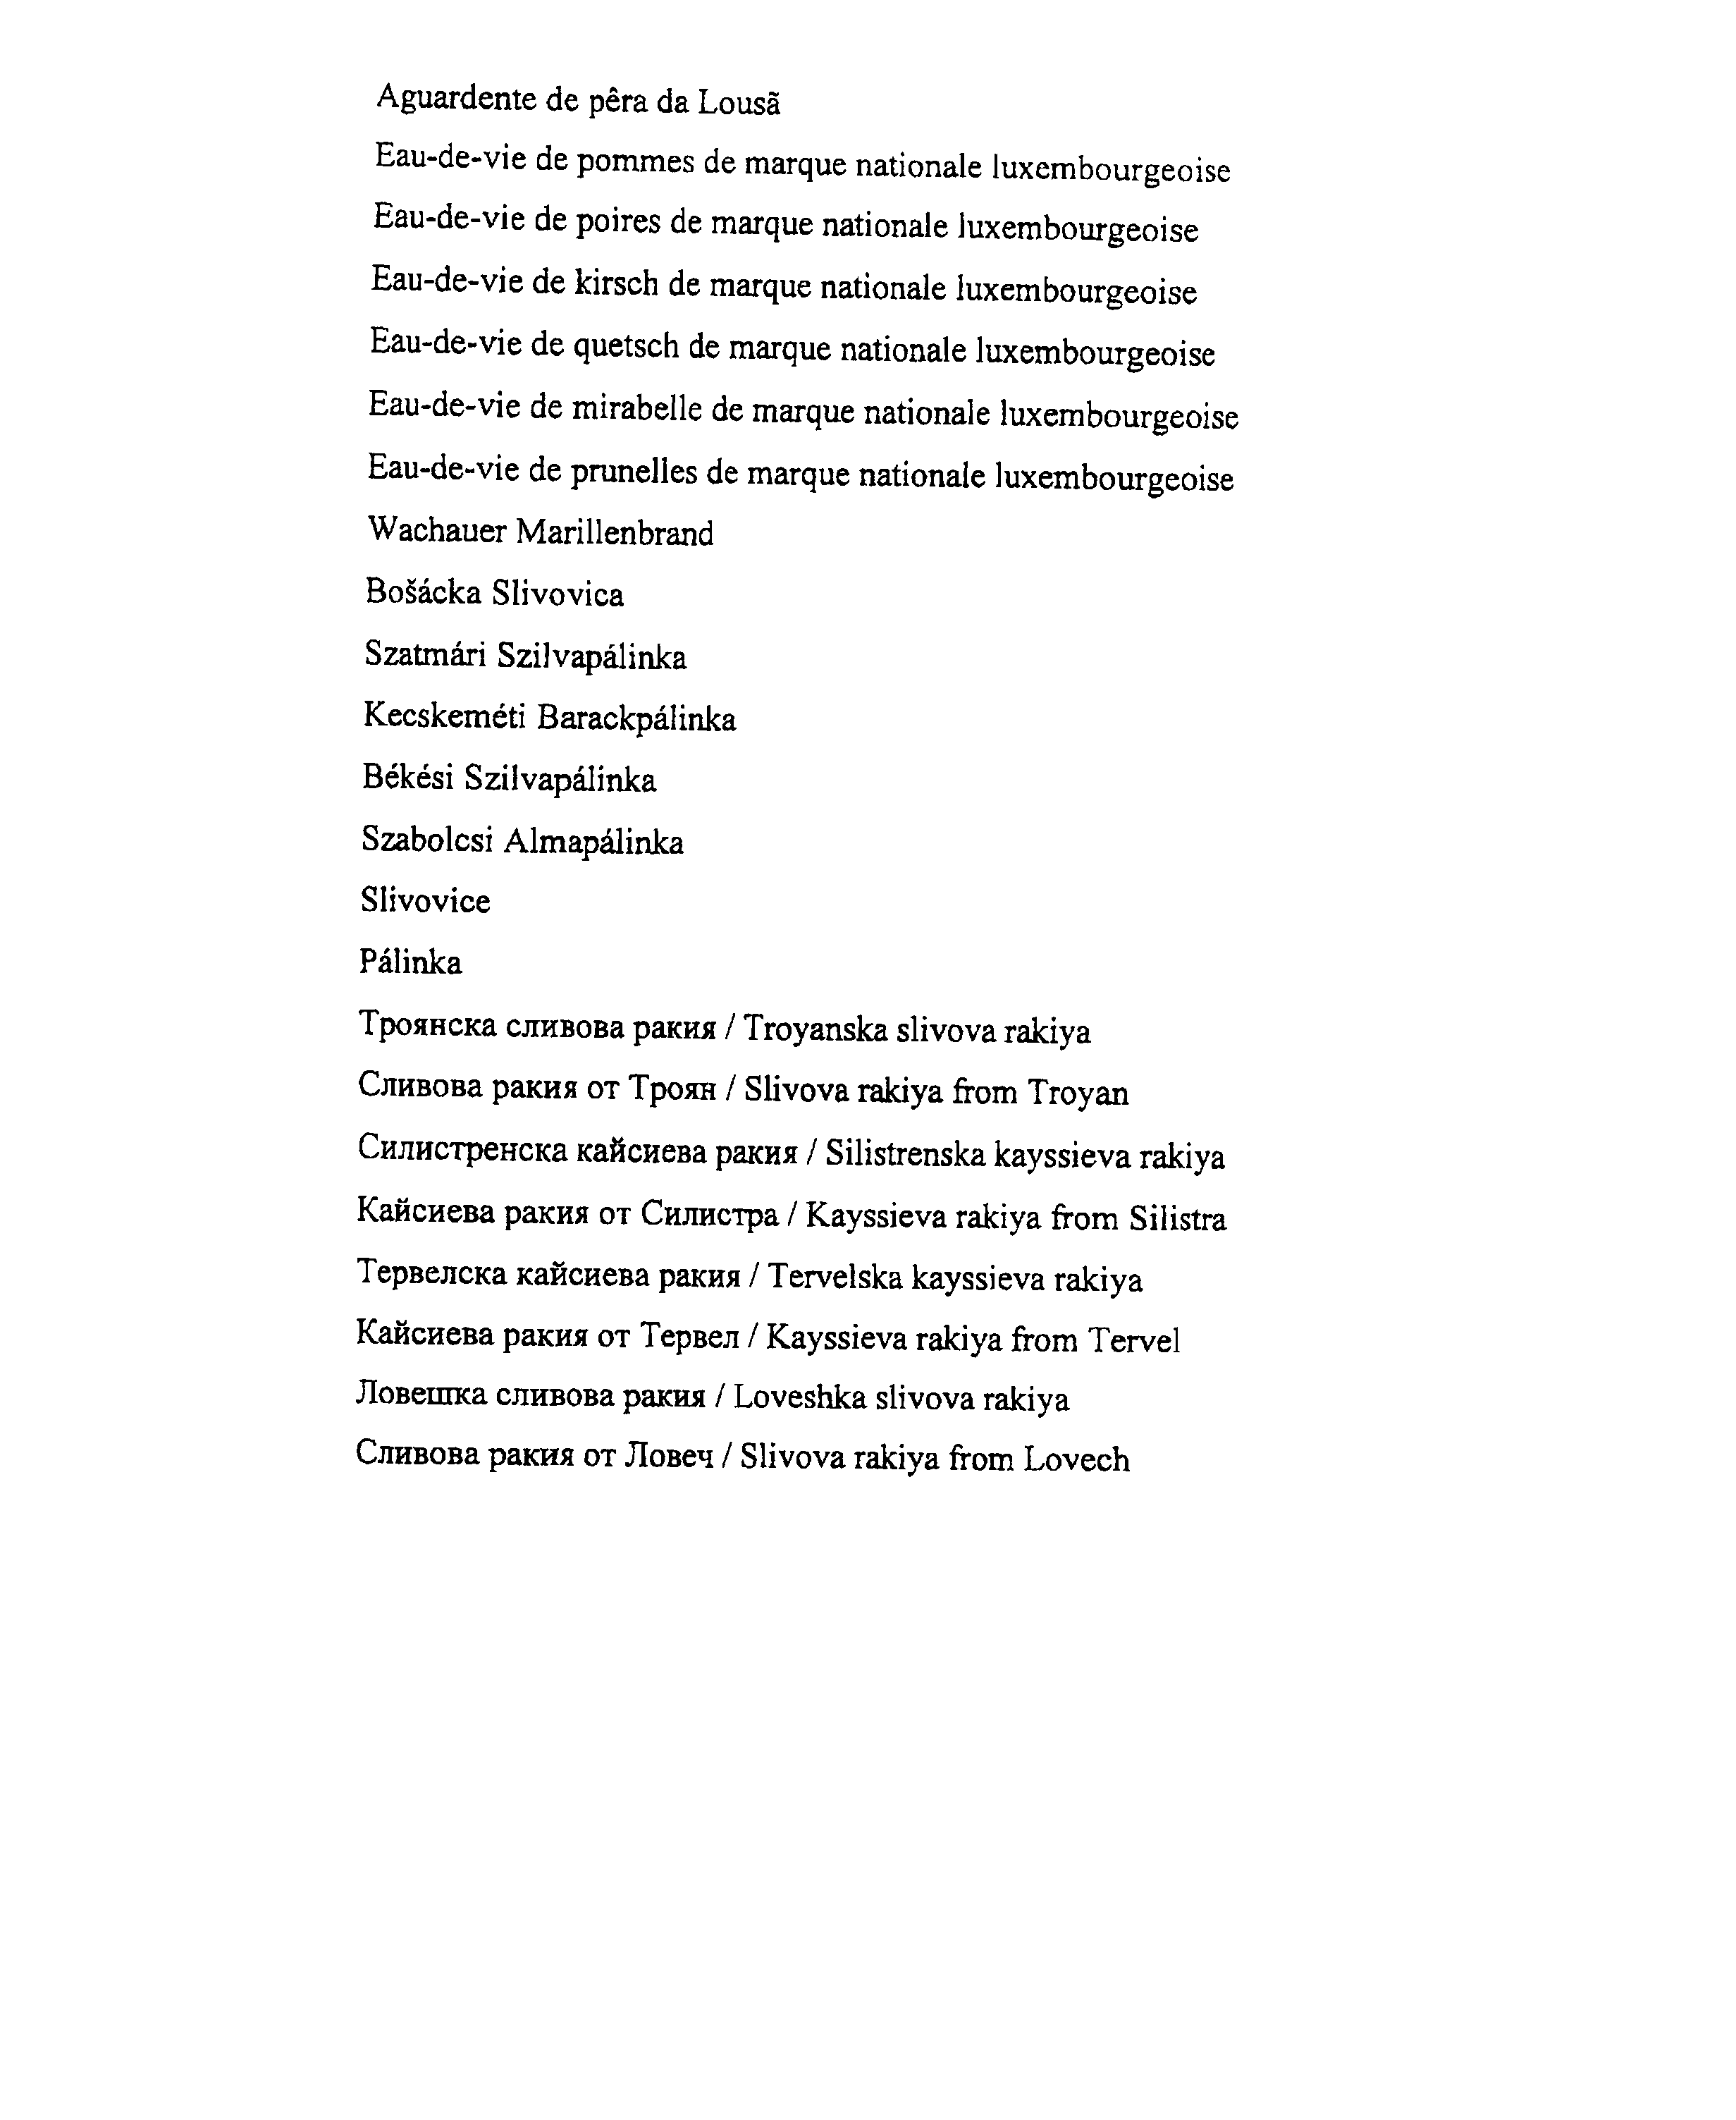 Aguardente de pêra da Lousã
Eau-de-vie de pommes de marque nationale luxembourgeoise
Eau-de-vie de poires de marque nationale luxembourgeoise
Eau-de-vie de kirsch de marque nationale luxembourgeoise
Eau-de-vie de quetsch de marque nationale luxembourgeoise
Eau-de-vie de mirabelle de marque nationale luxembourgeoise
Eau-de-vie de prunelles de marque nationale luxembourgeoise
Wachauer Marillenbrand
Bošácka Slivovica
Szatmári Szilvapálinka
Kecskeméti Barackpálinka
Békési Szilvapálinka
Szabolcsi Almapálinka
Slivovice
Pálinka
Троянска сливова ракия / Troyanska slivova rakiya
Сливова ракия от Троян / Slivova rakiya from Troyan
Силистренска кайсиева ракия / Silistrenska kayssieva rakiya
Кайсиева ракия от Силистра / Kayssieva rakiya from Silistra
Тервелска кайсиева ракия / Tervelska kayssieva rakiya
Кайсиева ракия от Тервел / Kayssieva rakiya from Tervel
Ловешка сливова ракия / Loveshka slivova rakiya
Сливова ракия от Ловеч / Slivova rakiya from Lovech